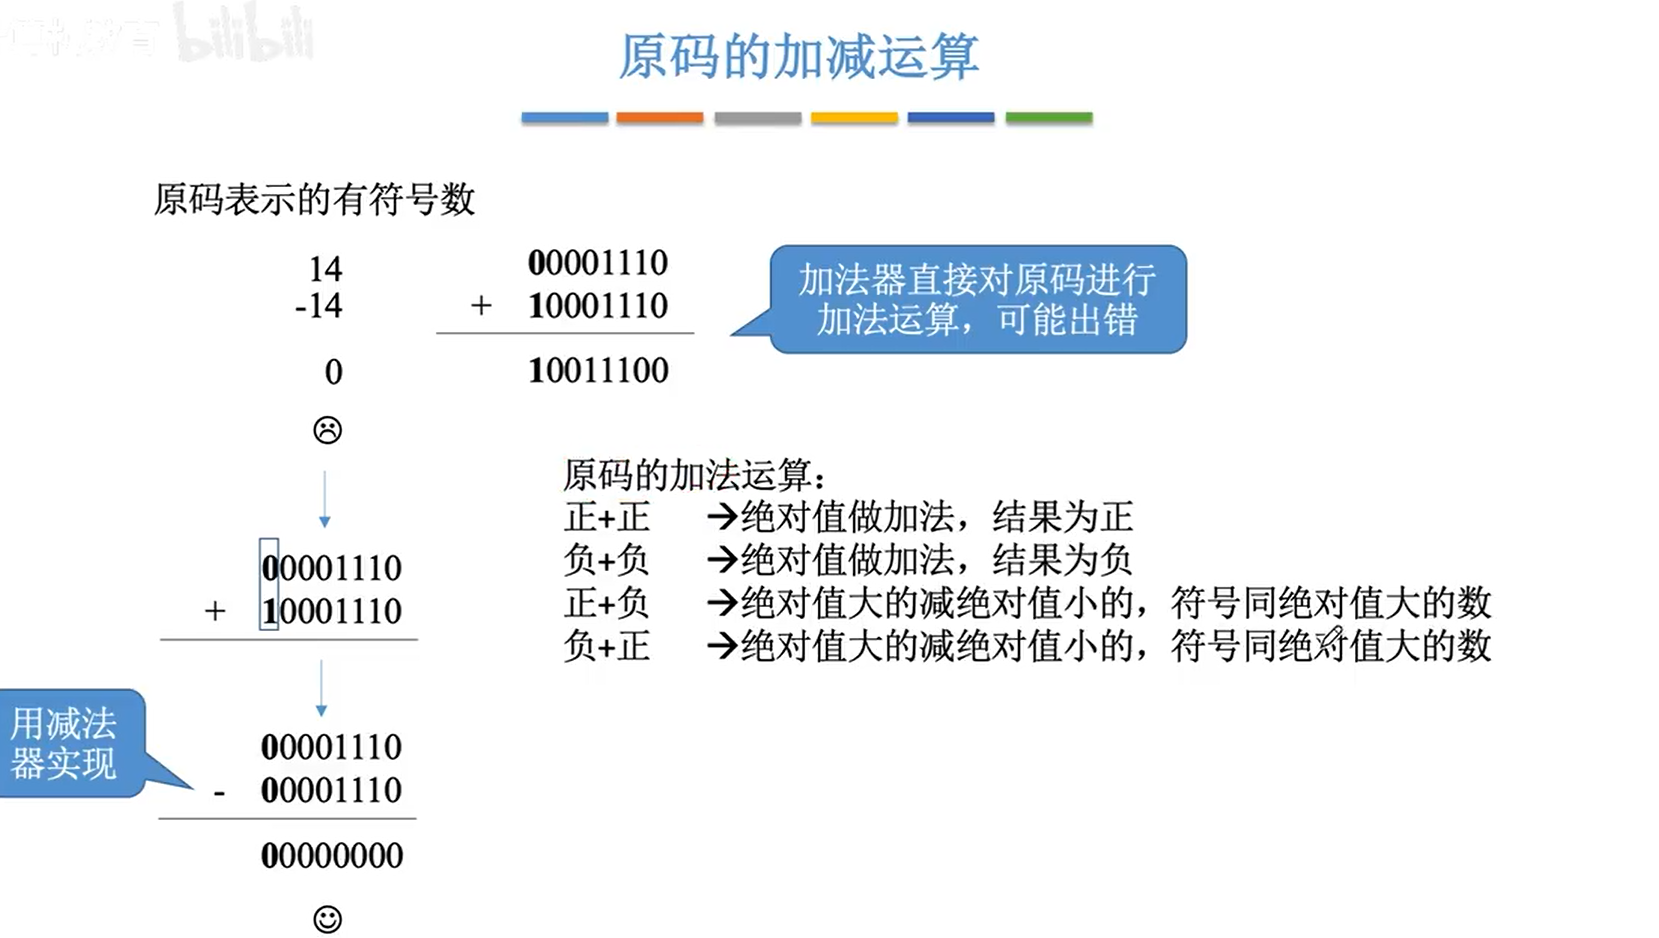 bilibili
原码的加减运算
原码表示的有符号数
14
-14
0
00001110
+ 10001110
10011100
加法器直接对原码进行
加法运算，可能出错
☹
00001110
+ 10001110
用减法
器实现
00001110
- 00001110
00000000
☺
原码的加法运算：
正+正 →绝对值做加法，结果为正
负+负 →绝对值做加法，结果为负
正+负 →绝对值大的减绝对值小的，符号同绝对值大的数
负+正 →绝对值大的减绝对值小的，符号同绝对值大的数